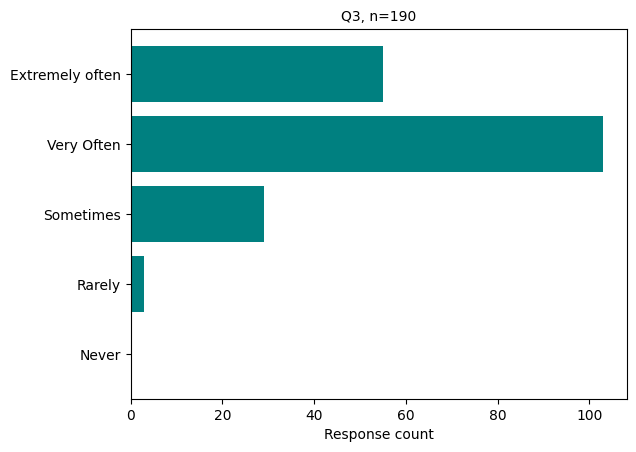 Q3, n=190
Extremely often
Very Often
Sometimes
Rarely
Never
0 20 40 60 80 100
Response count